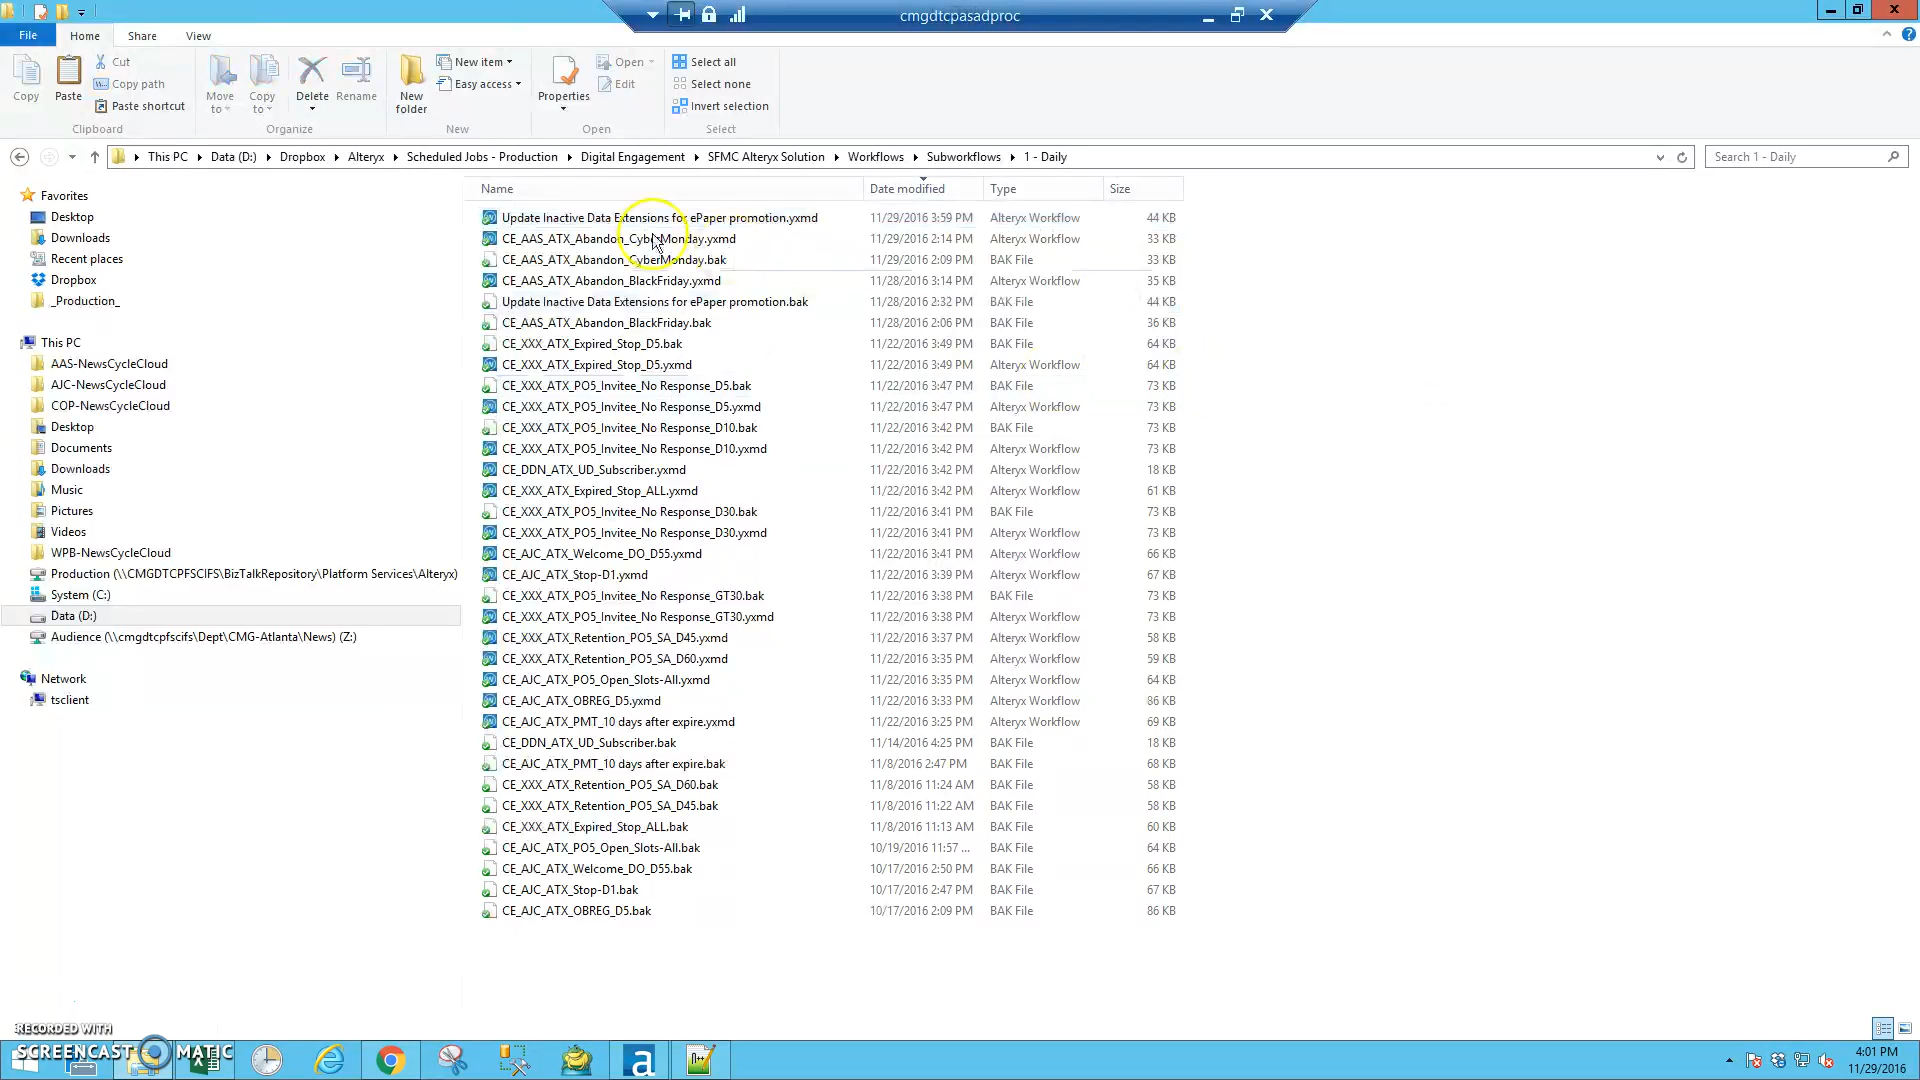 cmgdtcpasadproc
File Home Share View
Copy
Paste
Cut
Copy path
Paste shortcut
Clipboard
Move to
Copy to
Delete
Rename
Organize
New folder
New item
Easy access
New
Properties
Open
Edit
Open
Select all
Select none
Invert selection
Select
This PC Data (D:) Dropbox Alteryx Scheduled Jobs - Production Digital Engagement SFMC Alteryx Solution Workflows Subworkflows 1 - Daily
Search 1 - Daily
Favorites
Desktop
Downloads
Recent places
Dropbox
_Production_
This PC
AAS-NewsCycleCloud
AJC-NewsCycleCloud
COP-NewsCycleCloud
Desktop
Documents
Downloads
Music
Pictures
Videos
WPB-NewsCycleCloud
Production (\\CMGDTCPFSCIFS\BizTalkRepository\Platform Services\Alteryx)
System (C:)
Data (D:)
Audience (\\cmgdtcpfscifs\Dept\CMG-Atlanta\News) (Z:)
Network
tsclient
Name Date modified Type Size
Update Inactive Data Extensions for ePaper promotion.yxmd 11/29/2016 3:59 PM Alteryx Workflow 44 KB
CE_AAS_ATX_Abandon_CyberMonday.yxmd 11/29/2016 2:14 PM Alteryx Workflow 33 KB
CE_AAS_ATX_Abandon_CyberMonday.bak 11/29/2016 2:09 PM BAK File 33 KB
CE_AAS_ATX_Abandon_BlackFriday.yxmd 11/28/2016 3:14 PM Alteryx Workflow 35 KB
Update Inactive Data Extensions for ePaper promotion.bak 11/28/2016 2:32 PM BAK File 44 KB
CE_AAS_ATX_Abandon_BlackFriday.bak 11/28/2016 2:06 PM BAK File 36 KB
CE_XXX_ATX_Expired_Stop_D5.bak 11/22/2016 3:49 PM BAK File 64 KB
CE_XXX_ATX_Expired_Stop_D5.yxmd 11/22/2016 3:49 PM Alteryx Workflow 64 KB
CE_XXX_ATX_PO5_Invitee_No Response_D5.bak 11/22/2016 3:47 PM BAK File 73 KB
CE_XXX_ATX_PO5_Invitee_No Response_D5.yxmd 11/22/2016 3:47 PM Alteryx Workflow 73 KB
CE_XXX_ATX_PO5_Invitee_No Response_D10.bak 11/22/2016 3:42 PM BAK File 73 KB
CE_XXX_ATX_PO5_Invitee_No Response_D10.yxmd 11/22/2016 3:42 PM Alteryx Workflow 73 KB
CE_DDN_ATX_UD_Subscriber.yxmd 11/22/2016 3:42 PM Alteryx Workflow 18 KB
CE_XXX_ATX_Expired_Stop_ALL.yxmd 11/22/2016 3:42 PM Alteryx Workflow 61 KB
CE_XXX_ATX_PO5_Invitee_No Response_D30.bak 11/22/2016 3:41 PM BAK File 73 KB
CE_XXX_ATX_PO5_Invitee_No Response_D30.yxmd 11/22/2016 3:41 PM Alteryx Workflow 73 KB
CE_AJC_ATX_Welcome_DO_D55.yxmd 11/22/2016 3:41 PM Alteryx Workflow 66 KB
CE_AJC_ATX_Stop-D1.yxmd 11/22/2016 3:39 PM Alteryx Workflow 67 KB
CE_XXX_ATX_PO5_Invitee_No Response_GT30.bak 11/22/2016 3:38 PM BAK File 73 KB
CE_XXX_ATX_PO5_Invitee_No Response_GT30.yxmd 11/22/2016 3:38 PM Alteryx Workflow 73 KB
CE_XXX_ATX_Retention_PO5_SA_D45.yxmd 11/22/2016 3:37 PM Alteryx Workflow 58 KB
CE_XXX_ATX_Retention_PO5_SA_D60.yxmd 11/22/2016 3:35 PM Alteryx Workflow 59 KB
CE_AJC_ATX_PO5_Open_Slots-All.yxmd 11/22/2016 3:35 PM Alteryx Workflow 64 KB
CE_AJC_ATX_OBREG_D5.yxmd 11/22/2016 3:33 PM Alteryx Workflow 86 KB
CE_AJC_ATX_PMT_10 days after expire.yxmd 11/22/2016 3:25 PM Alteryx Workflow 69 KB
CE_DDN_ATX_UD_Subscriber.bak 11/14/2016 4:25 PM BAK File 18 KB
CE_AJC_ATX_PMT_10 days after expire.bak 11/8/2016 2:47 PM BAK File 68 KB
CE_XXX_ATX_Retention_PO5_SA_D60.bak 11/8/2016 11:24 AM BAK File 58 KB
CE_XXX_ATX_Retention_PO5_SA_D45.bak 11/8/2016 11:22 AM BAK File 58 KB
CE_XXX_ATX_Expired_Stop_ALL.bak 11/8/2016 11:13 AM BAK File 60 KB
CE_AJC_ATX_PO5_Open_Slots-All.bak 10/19/2016 11:57 ... BAK File 64 KB
CE_AJC_ATX_Welcome_DO_D55.bak 10/17/2016 2:50 PM BAK File 66 KB
CE_AJC_ATX_Stop-D1.bak 10/17/2016 2:47 PM BAK File 67 KB
CE_AJC_ATX_OBREG_D5.bak 10/17/2016 2:09 PM BAK File 86 KB
RECORDED WITH
SCREENCAST MATIC
4:01 PM
11/29/2016